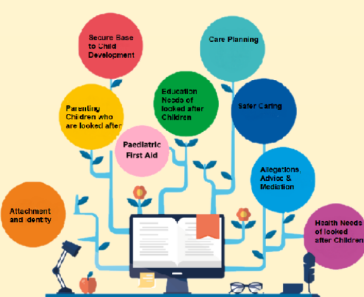 Secure Base
to Child
Development
Care Planning
Parenting
Children who
are looked after
Education
Needs of
looked after
Children
Safer Caring
Paediatric
First Aid
Allegations,
Advice &
Mediation
Attachment
and Identity
Health Needs
of looked
after Children